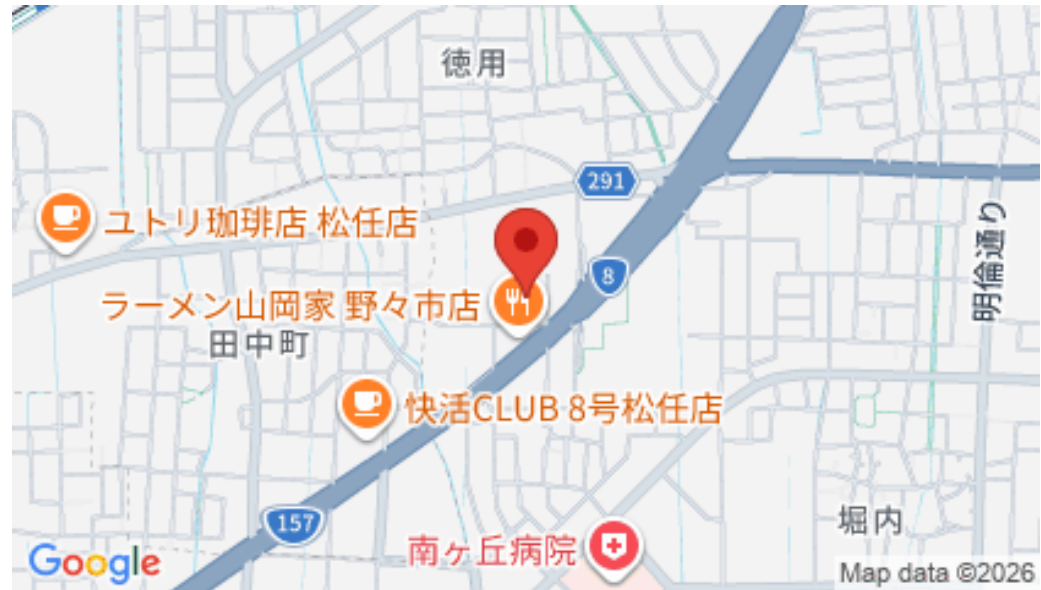 徳用
291
ユトリ珈琲店 松任店
明倫通り
8
ラーメン山岡家 野々市店
田中町
快活CLUB 8号松任店
157
堀内
南ヶ丘病院
Google
Map data ©2026